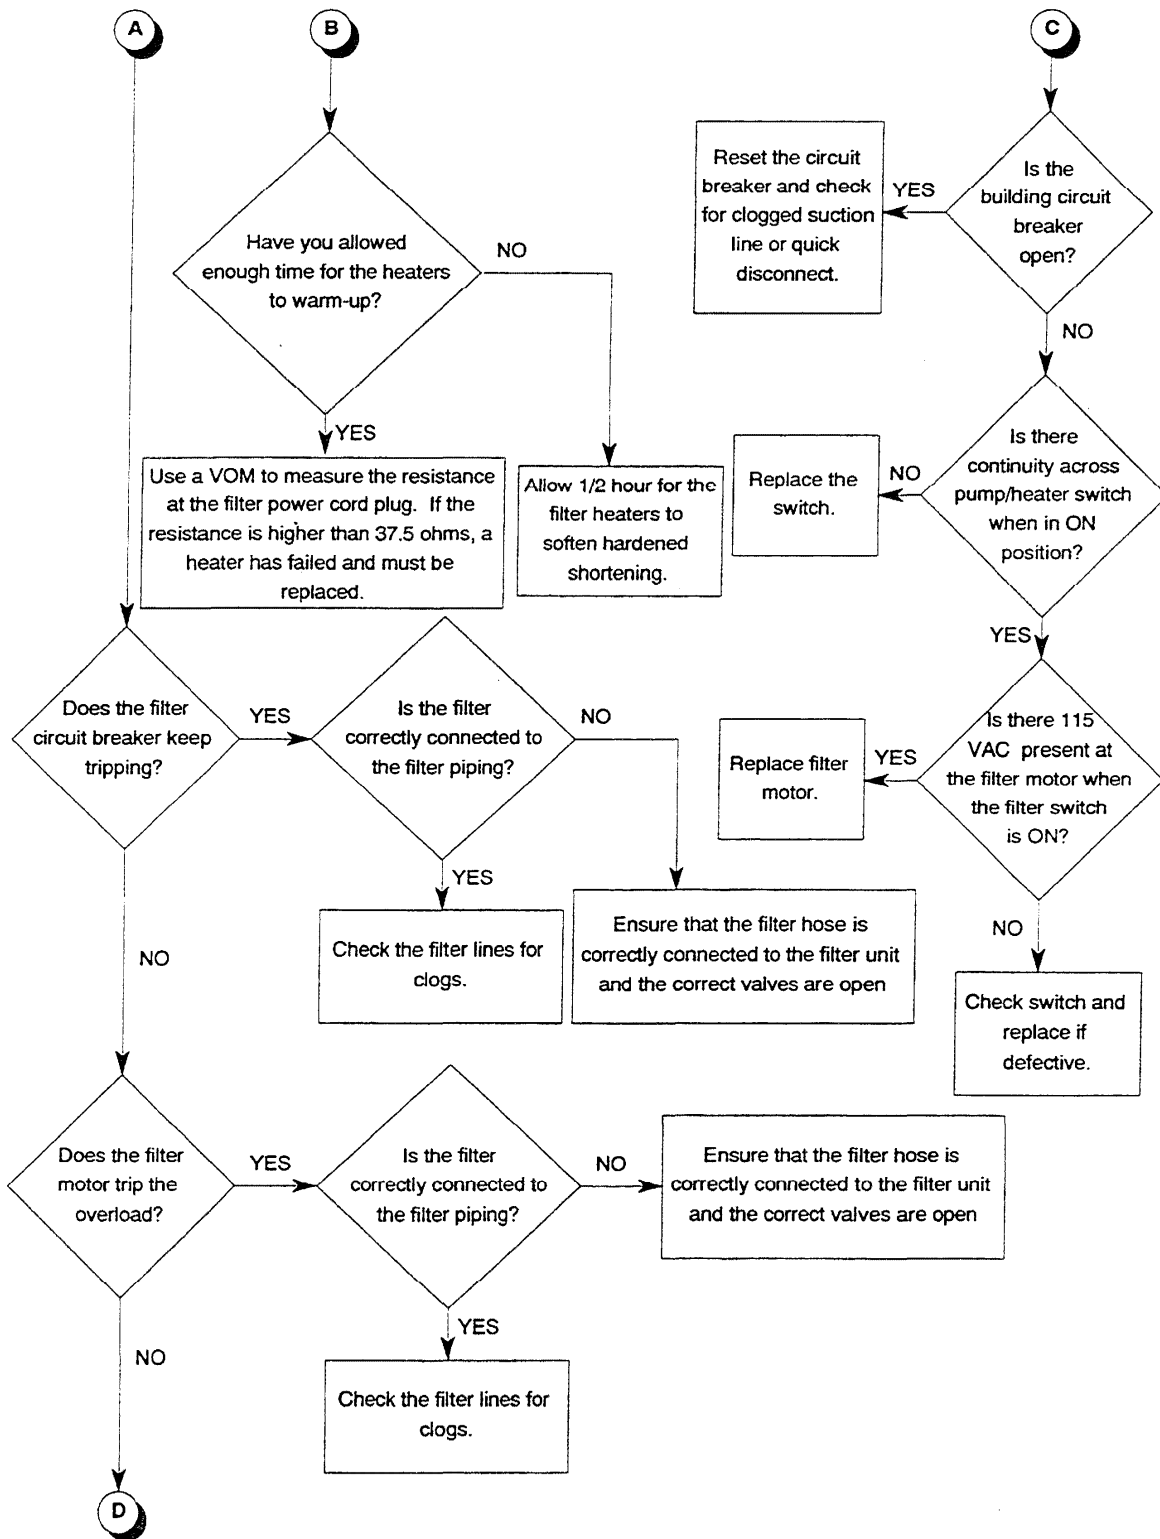 A
B
C
Reset the circuit
breaker and check
for clogged suction
line or quick
disconnect.
YES
Is the
building circuit
breaker
open?
Have you allowed
enough time for the heaters
to warm-up?
NO
NO
YES
Use a VOM to measure the resistance
at the filter power cord plug. If the
resistance is higher than 37.5 ohms, a
heater has failed and must be
replaced.
Allow 1/2 hour for the
filter heaters to
soften hardened
shortening.
Replace the
switch.
NO
Is there
continuity across
pump/heater switch
when in ON
position?
YES
Does the filter
circuit breaker keep
tripping?
YES
Is the filter
correctly connected to
the filter piping?
NO
Replace filter
motor.
YES
Is there 115
VAC present at
the filter motor when
the filter switch
is ON?
YES
NO
Check the filter lines for
clogs.
Ensure that the filter hose is
correctly connected to the filter unit
and the correct valves are open
NO
Check switch and
replace if
defective.
Does the filter
motor trip the
overload?
YES
Is the filter
correctly connected to
the filter piping?
NO
Ensure that the filter hose is
correctly connected to the filter unit
and the correct valves are open
YES
NO
Check the filter lines for
clogs.
D